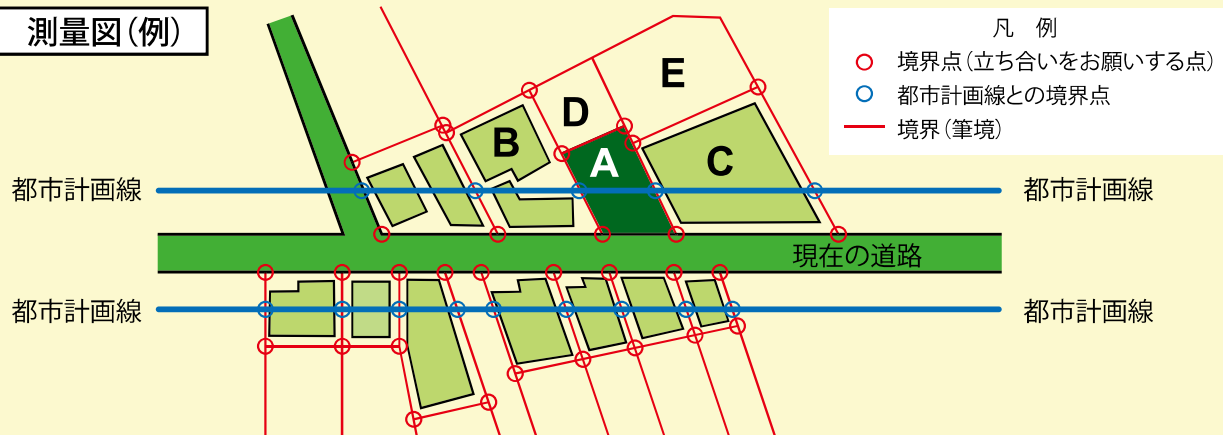 測量図（例）
凡　例
境界点（立ち合いをお願いする点）
都市計画線との境界点
境界（筆境）
E
D
B
A
C
都市計画線
都市計画線
現在の道路
都市計画線
都市計画線